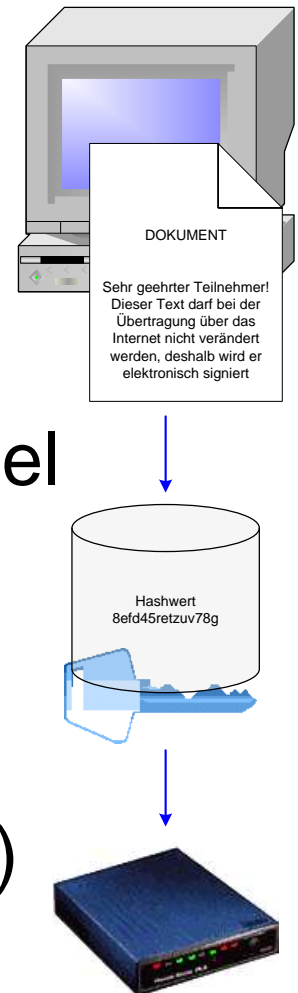 DOKUMENT
Sehr geehrter Teilnehmer!
Dieser Text darf bei der
Übertragung über das
Internet nicht verändert
werden, deshalb wird er
elektronisch signiert
el
Hashwert
8efd45retzuv78g
)